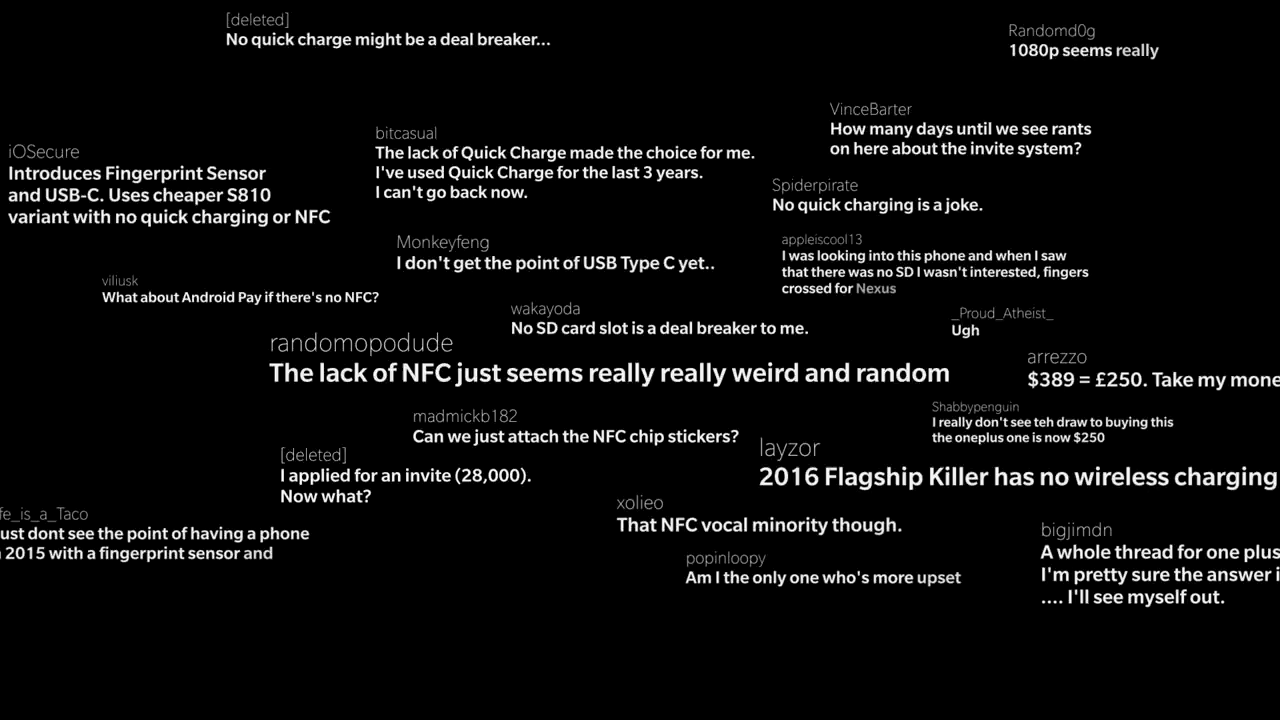 [deleted]
No quick charge might be a deal breaker...
Randomd0g
1080p seems really
VinceBarter
How many days until we see rants
on here about the invite system?
bitcasual
The lack of Quick Charge made the choice for me.
I've used Quick Charge for the last 3 years.
I can't go back now.
iOSecure
Introduces Fingerprint Sensor
and USB-C. Uses cheaper S810
variant with no quick charging or NFC
Spiderpirate
No quick charging is a joke.
Monkeyfeng
I don't get the point of USB Type C yet..
appleiscool13
I was looking into this phone and when I saw
that there was no SD I wasn't interested, fingers
crossed for Nexus
viliusk
What about Android Pay if there's no NFC?
wakayoda
No SD card slot is a deal breaker to me.
_Proud_Atheist_
Ugh
randomopodude
The lack of NFC just seems really really weird and random
arrezzo
$389 = £250. Take my mone
Shabbypenguin
I really don't see teh draw to buying this
the oneplus one is now $250
madmickb182
Can we just attach the NFC chip stickers?
layzor
2016 Flagship Killer has no wireless charging
[deleted]
I applied for an invite (28,000).
Now what?
xolieo
That NFC vocal minority though.
fe_is_a_Taco
ust dont see the point of having a phone
2015 with a fingerprint sensor and
bigjimdn
A whole thread for one plus
I'm pretty sure the answer i
.... I'll see myself out.
popinloopy
Am I the only one who's more upset